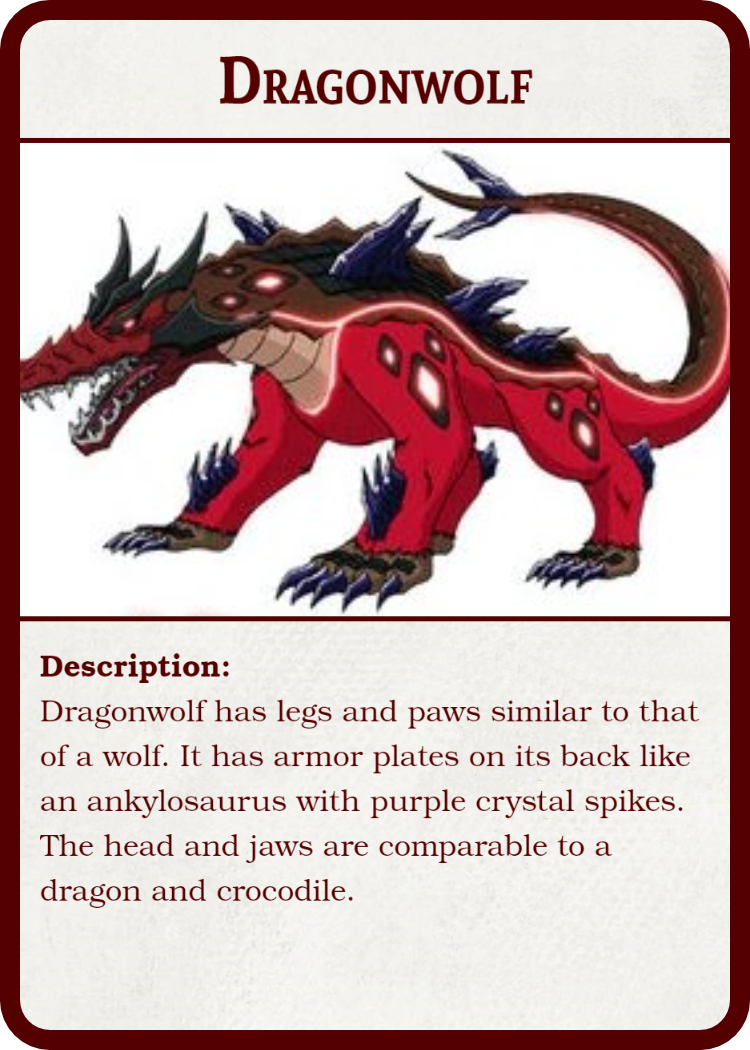 Dragonwolf
Description:
Dragonwolf has legs and paws similar to that
of a wolf. It has armor plates on its back like
an ankylosaurus with purple crystal spikes.
The head and jaws are comparable to a
dragon and crocodile.